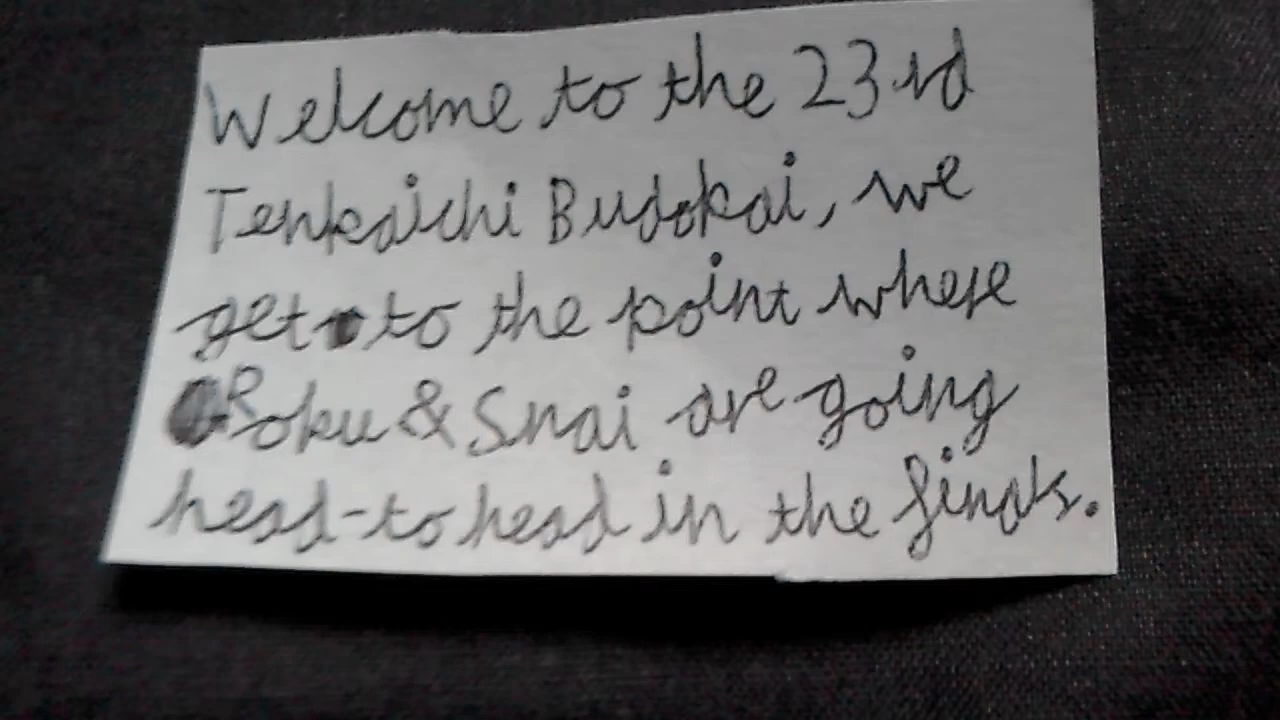 Welcome to the 23rd
Tenkaichi Budokai, we
get to the point where
Roku & Snai are going
head-to head in the finals.